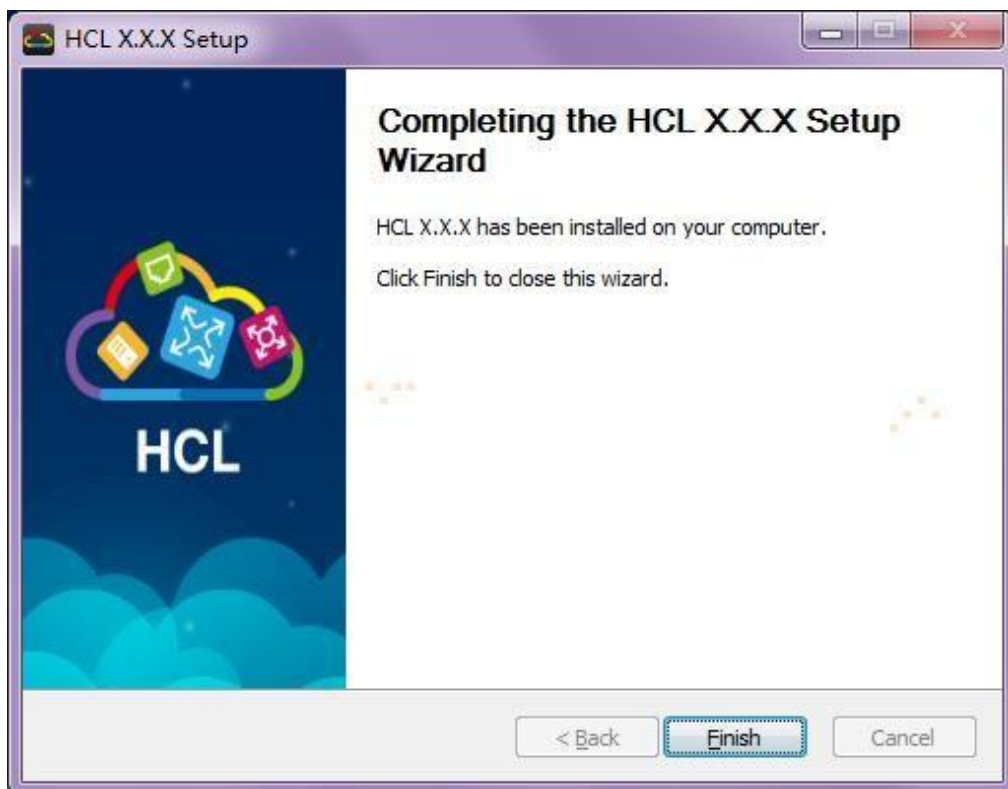 HCL X.X.X Setup
Completing the HCL X.X.X Setup
Wizard
HCL X.X.X has been installed on your computer.
Click Finish to close this wizard.
HCL
< Back
Finish
Cancel